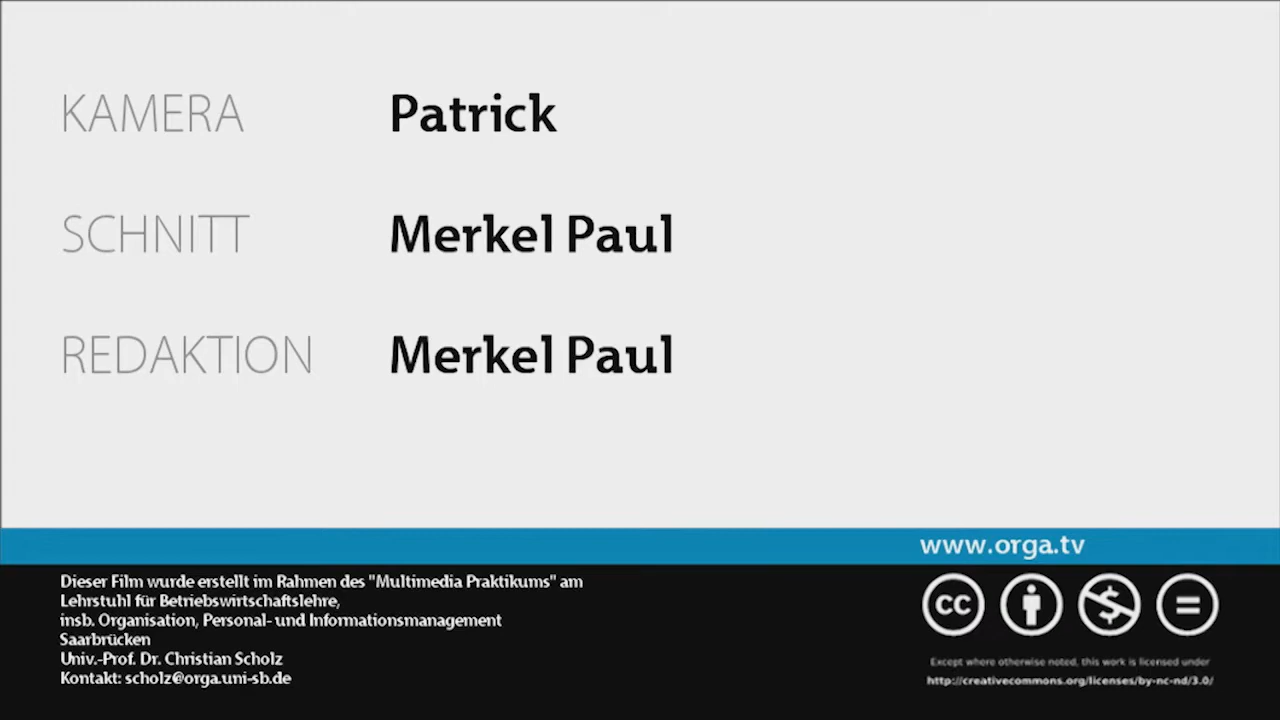 KAMERA Patrick
SCHNITT Merkel Paul
REDAKTION Merkel Paul
www.orga.tv
Dieser Film wurde erstellt im Rahmen des "Multimedia Praktikums" am
Lehrstuhl für Betriebswirtschaftslehre,
insb. Organisation, Personal- und Informationsmanagement
Saarbrücken
Univ.-Prof. Dr. Christian Scholz
Kontakt: scholz@orga.uni-sb.de
cc
Except where otherwise noted, this work is licensed under
http://creativecommons.org/licenses/by-nc-nd/3.0/